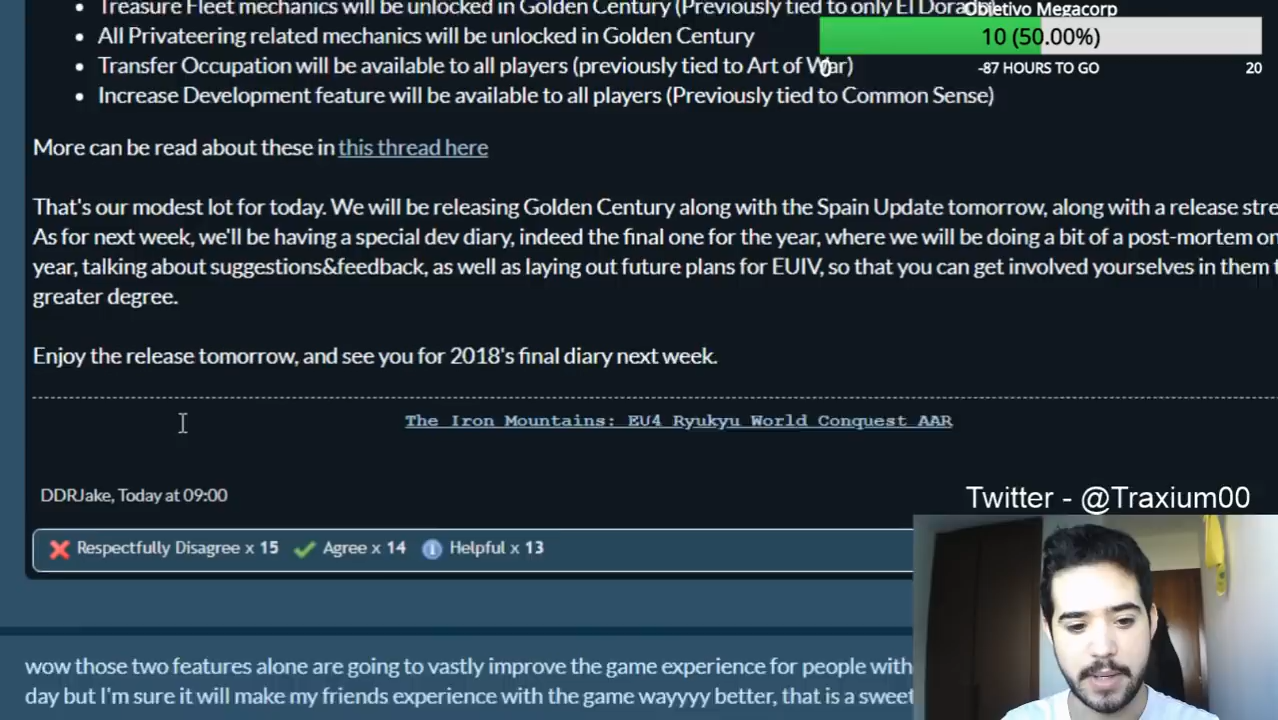 Treasure Fleet mechanics will be unlocked in Golden Century (Previously tied to only El Dorado)
Objetivo Megacorp
All Privateering related mechanics will be unlocked in Golden Century
10 (50.00%)
Transfer Occupation will be available to all players (previously tied to Art of War)
0
-87 HOURS TO GO
20
Increase Development feature will be available to all players (Previously tied to Common Sense)
More can be read about these in this thread here
That's our modest lot for today. We will be releasing Golden Century along with the Spain Update tomorrow, along with a release stre
As for next week, we'll be having a special dev diary, indeed the final one for the year, where we will be doing a bit of a post-mortem on
year, talking about suggestions&feedback, as well as laying out future plans for EUIV, so that you can get involved yourselves in them t
greater degree.
Enjoy the release tomorrow, and see you for 2018's final diary next week.
The Iron Mountains: EU4 Ryukyu World Conquest AAR
DDRJake, Today at 09:00
Twitter - @Traxium00
Respectfully Disagree x 15 Agree x 14 Helpful x 13
wow those two features alone are going to vastly improve the game experience for people with
day but I'm sure it will make my friends experience with the game wayyyy better, that is a sweet